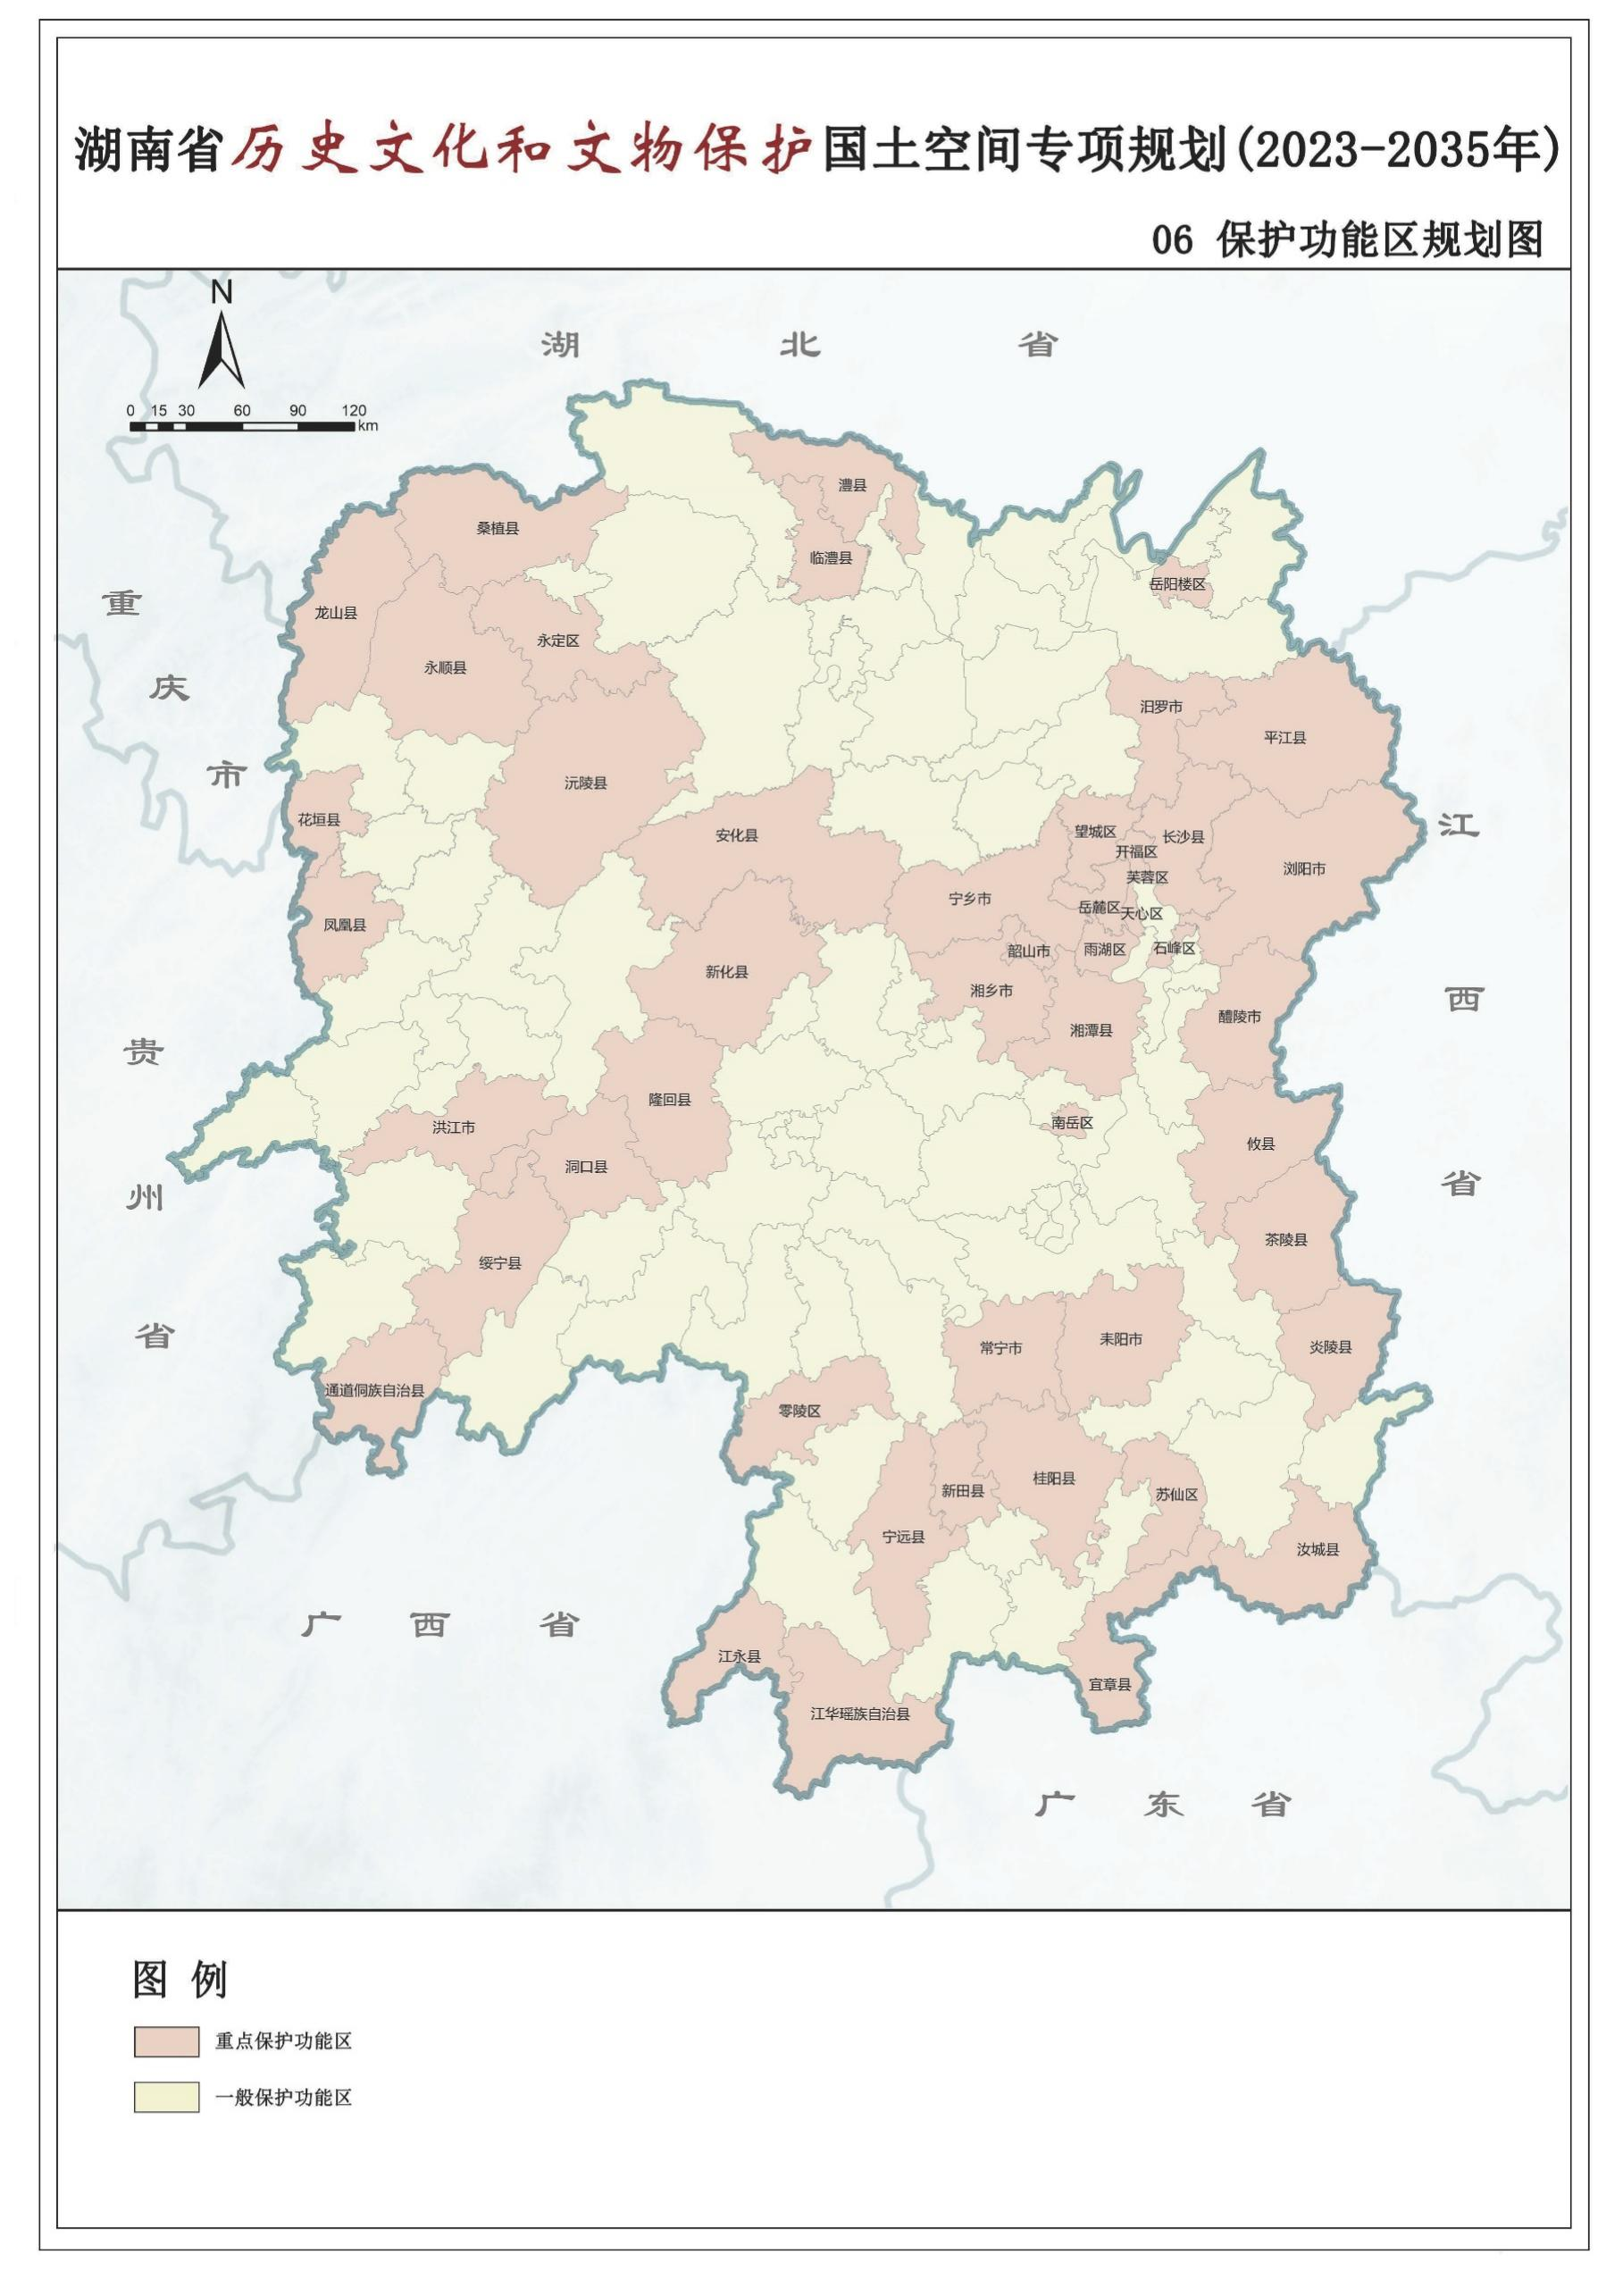 湖南省历史文化和文物保护国土空间专项规划(2023-2035年)
06 保护功能区规划图
N
0 15 30 60 90 120
km
湖北省
重庆市
贵州省
广西省
广东省
江西省
澧县
桑植县
临澧县
岳阳楼区
龙山县
永定区
永顺县
汨罗市
平江县
沅陵县
花垣县
安化县
望城区
长沙县
开福区
浏阳市
芙蓉区
宁乡市
岳麓区
天心区
凤凰县
韶山市
雨湖区
石峰区
新化县
湘乡市
醴陵市
湘潭县
隆回县
南岳区
洪江市
攸县
洞口县
茶陵县
绥宁县
常宁市
耒阳市
炎陵县
通道侗族自治县
零陵区
桂阳县
新田县
苏仙区
宁远县
汝城县
江永县
宜章县
江华瑶族自治县
图 例
重点保护功能区
一般保护功能区